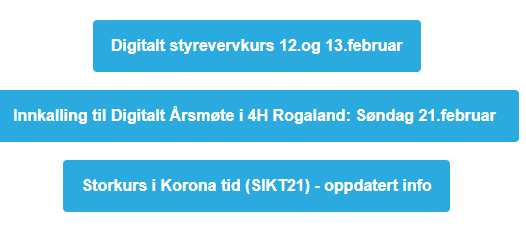 Digitalt styrevervkurs 12.og 13.februar
Innkalling til Digitalt Årsmøte i 4H Rogaland: Søndag 21.februar
Storkurs i Korona tid (SIKT21) - oppdatert info